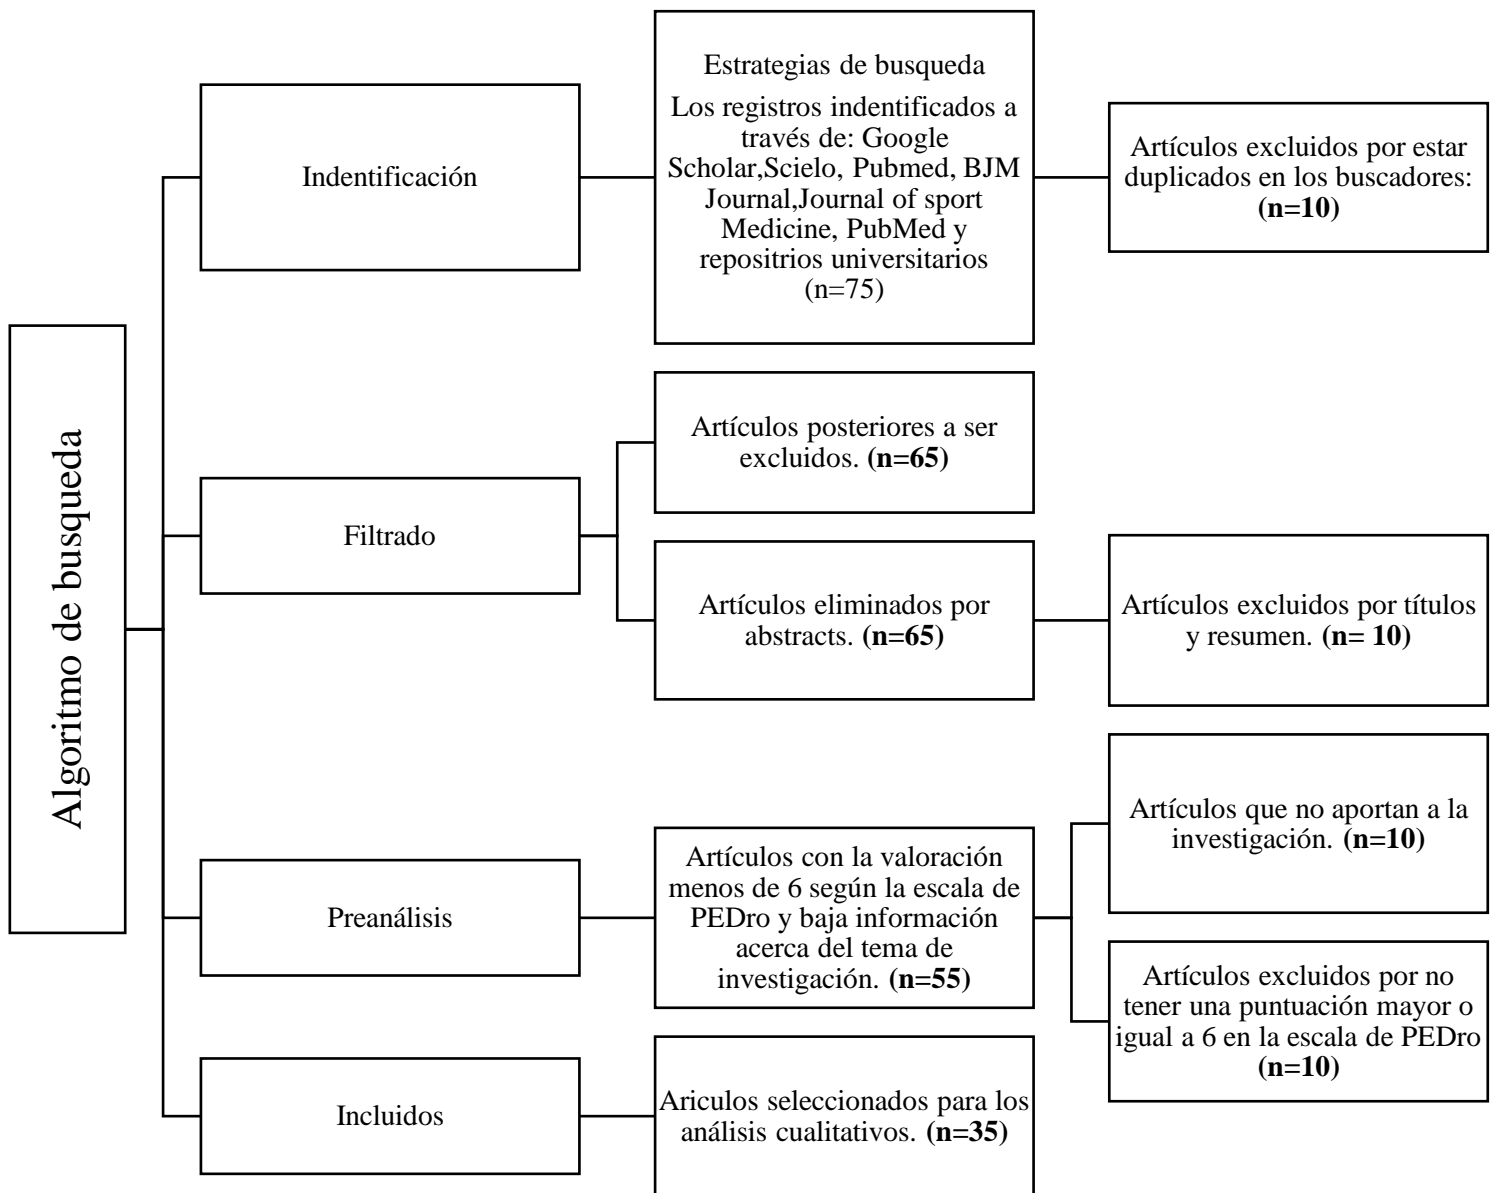 Algoritmo de busqueda
Indentificación
Estrategias de busqueda
Los registros indentificados a
través de: Google
Scholar,Scielo, Pubmed, BJM
Journal,Journal of sport
Medicine, PubMed y
repositrios universitarios
(n=75)
Artículos excluidos por estar
duplicados en los buscadores:
(n=10)
Filtrado
Artículos posteriores a ser
excluidos. (n=65)
Artículos eliminados por
abstracts. (n=65)
Artículos excluidos por títulos
y resumen. (n= 10)
Preanálisis
Artículos con la valoración
menos de 6 según la escala de
PEDro y baja información
acerca del tema de
investigación. (n=55)
Artículos que no aportan a la
investigación. (n=10)
Artículos excluidos por no
tener una puntuación mayor o
igual a 6 en la escala de PEDro
(n=10)
Incluidos
Ariculos seleccionados para los
análisis cualitativos. (n=35)